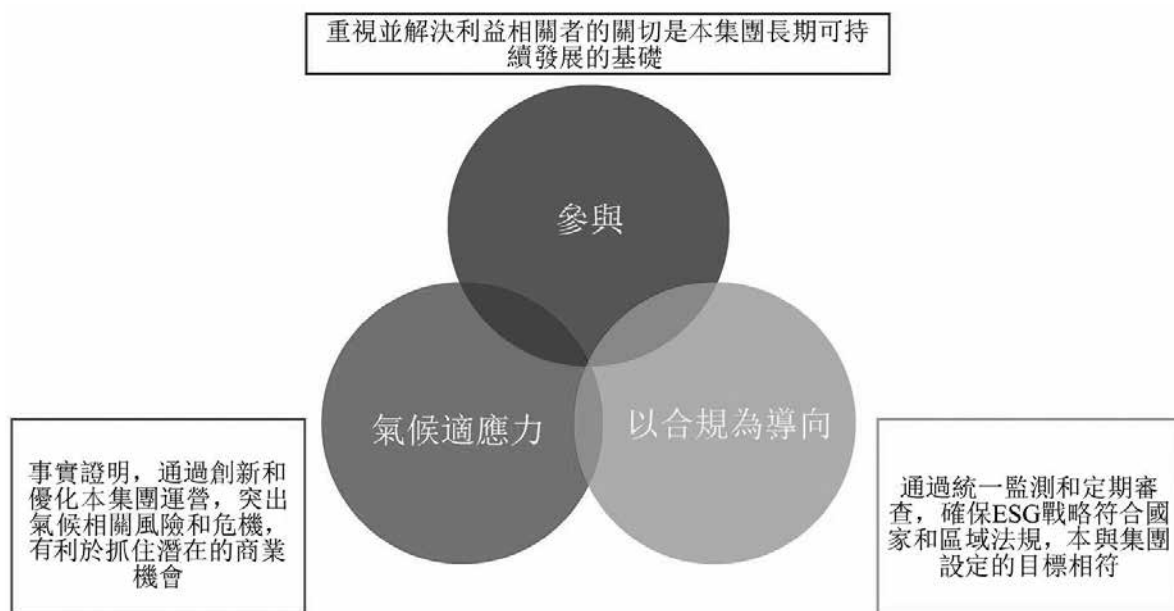 重視並解決利益相關者的關切是本集團長期可持
續發展的基礎
參與
氣候適應力
以合規為導向
事實證明，通過創新和
優化本集團運營，突出
氣候相關風險和危機，
有利於抓住潛在的商業
機會
通過統一監測和定期審
查，確保ESG戰略符合國
家和區域法規，本與集團
設定的目標相符